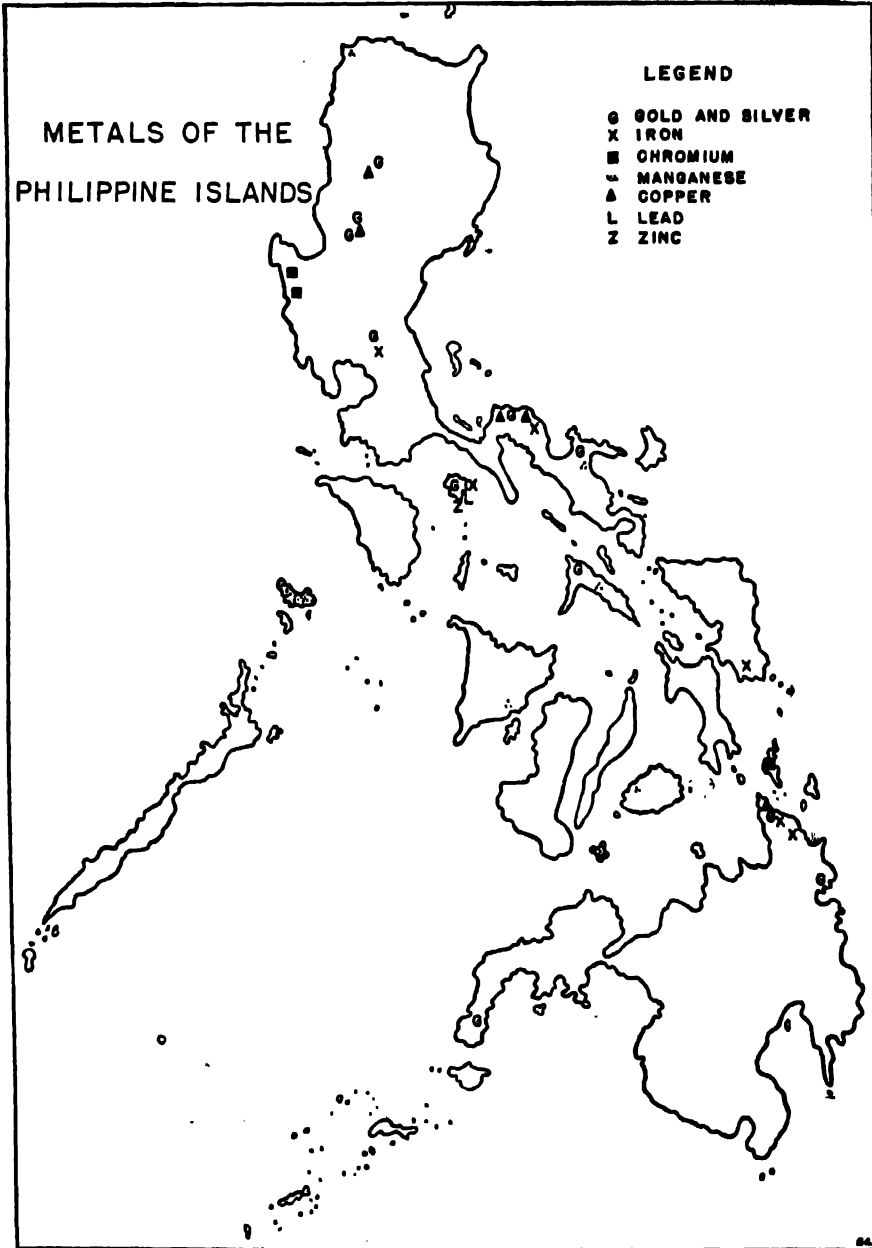 METALS OF THE
PHILIPPINE ISLANDS
LEGEND
G GOLD AND SILVER
X IRON
■ CHROMIUM
MANGANESE
▲ COPPER
L LEAD
Z ZINC
G
G
G
G
X
G
X
G
G
X
L
Z
G
X
G
X
X
G
G